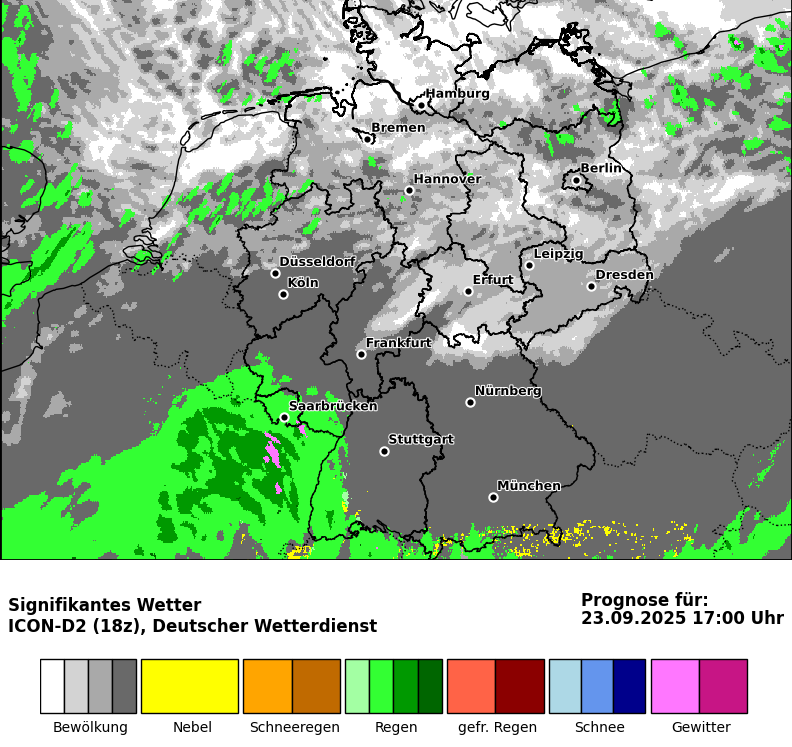 Hamburg
Bremen
Berlin
Hannover
Leipzig
Düsseldorf
Dresden
Köln
Erfurt
Frankfurt
Nürnberg
Saarbrücken
Stuttgart
München
Signifikantes Wetter
ICON-D2 (18z), Deutscher Wetterdienst
Prognose für:
23.09.2025 17:00 Uhr
Bewölkung Nebel Schneeregen Regen gefr. Regen Schnee Gewitter